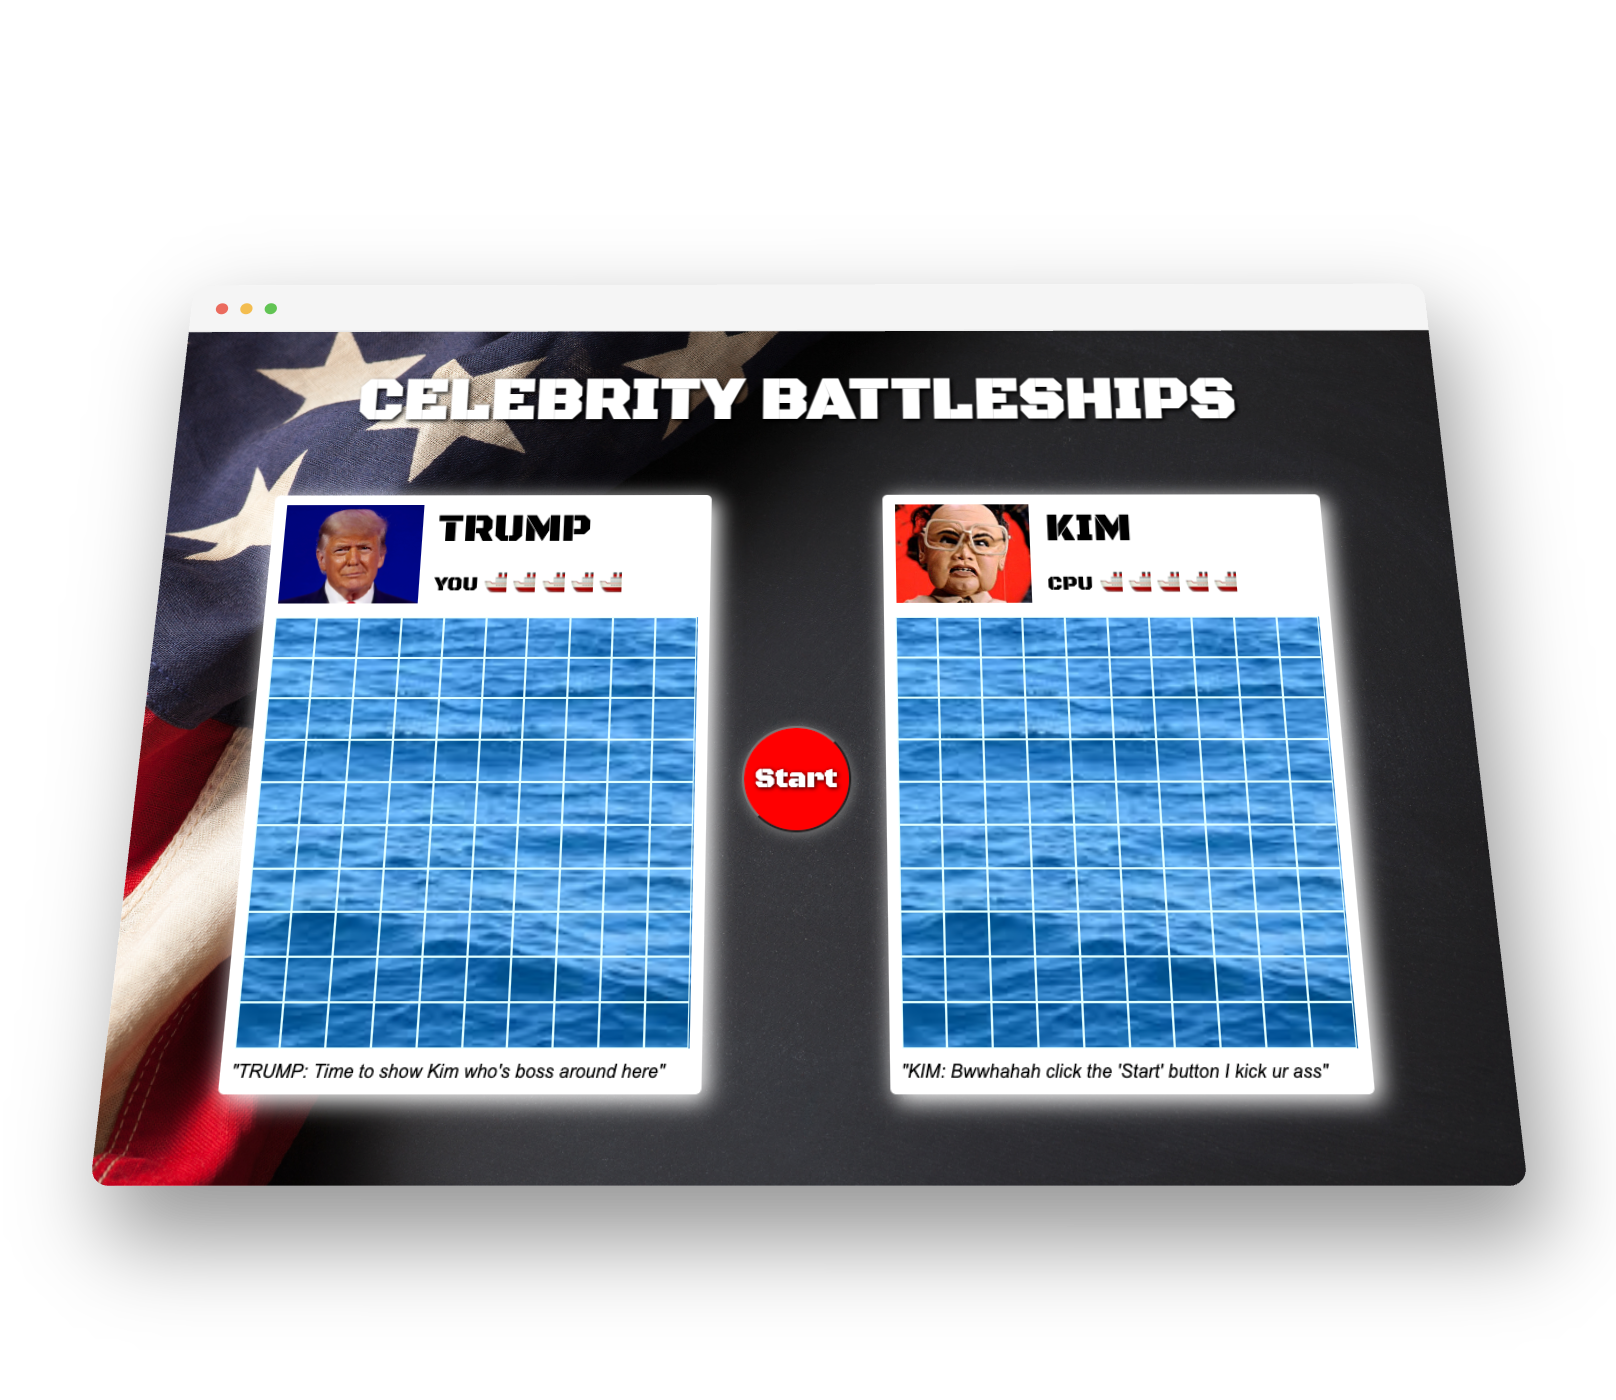 CELEBRITY BATTLESHIPS
TRUMP
YOU
KIM
CPU
Start
"TRUMP: Time to show Kim who's boss around here"
"KIM: Bwwhahah click the 'Start' button I kick ur ass"